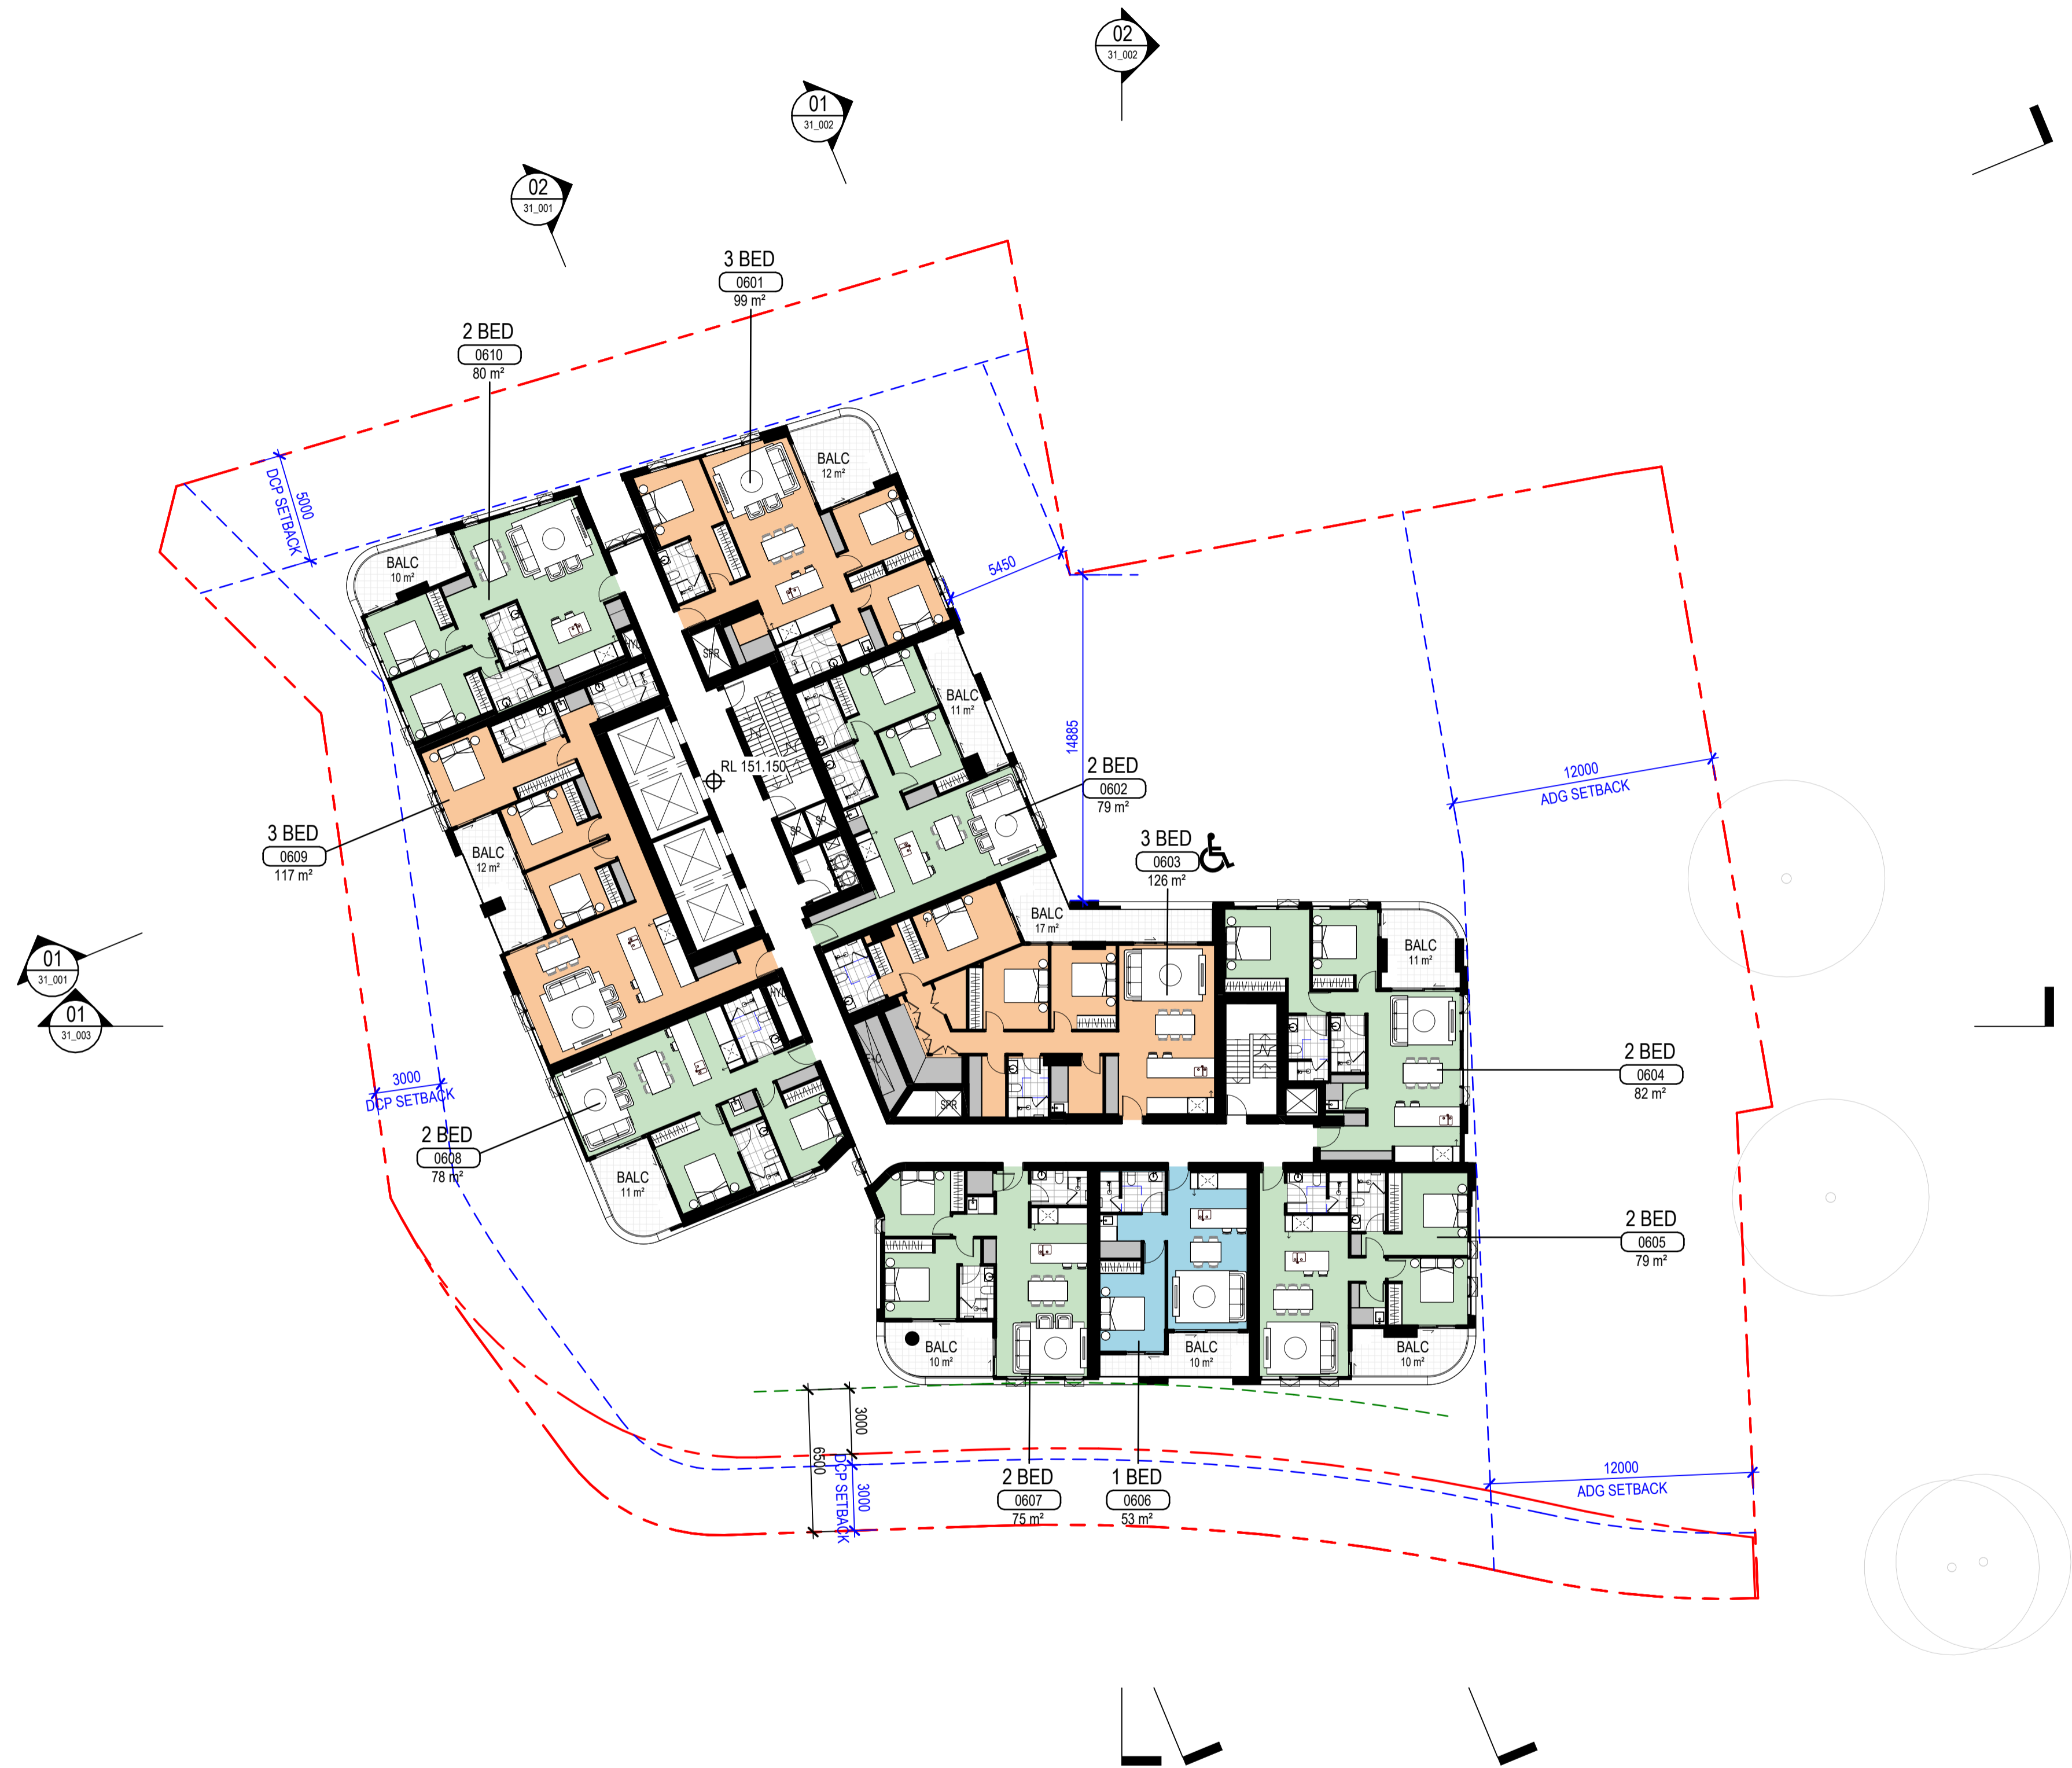 02
31_002
01
31_002
02
31_001
3 BED
0601
99 m²
2 BED
0610
80 m²
BALC
12 m²
5000
DCP SETBACK
BALC
10 m²
5450
SPR
HYD
BALC
11 m²
14885
RL 151.150
2 BED
0602
79 m²
12000
ADG SETBACK
3 BED
0609
117 m²
SP
SP
3 BED
0603
126 m²
BALC
12 m²
BALC
17 m²
BALC
11 m²
01
31_001
01
31_003
HYD
3000
DCP SETBACK
SPR
2 BED
0604
82 m²
2 BED
0608
78 m²
BALC
11 m²
2 BED
0605
79 m²
BALC
10 m²
BALC
10 m²
BALC
10 m²
3000
6500
DCP SETBACK
3000
2 BED
0607
75 m²
1 BED
0606
53 m²
12000
ADG SETBACK